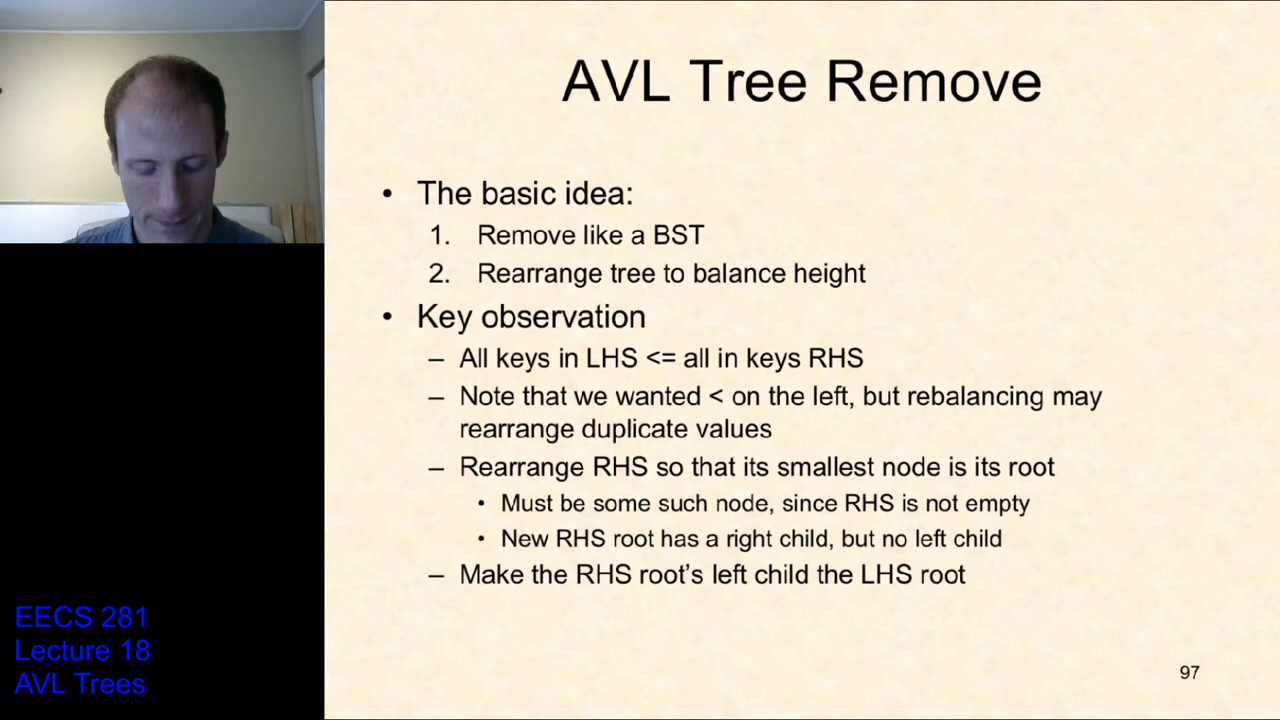 AVL Tree Remove
• The basic idea:
1. Remove like a BST
2. Rearrange tree to balance height
• Key observation
– All keys in LHS <= all in keys RHS
– Note that we wanted < on the left, but rebalancing may
rearrange duplicate values
– Rearrange RHS so that its smallest node is its root
• Must be some such node, since RHS is not empty
• New RHS root has a right child, but no left child
– Make the RHS root's left child the LHS root
97
EECS 281
Lecture 18
AVL Trees